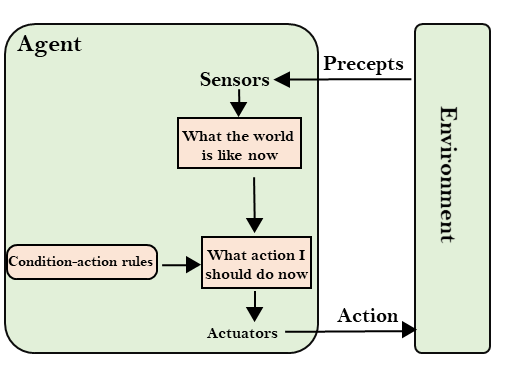 Agent
Precepts
Sensors
What the world
is like now
Environment
Condition-action rules
What action I
should do now
Action
Actuators